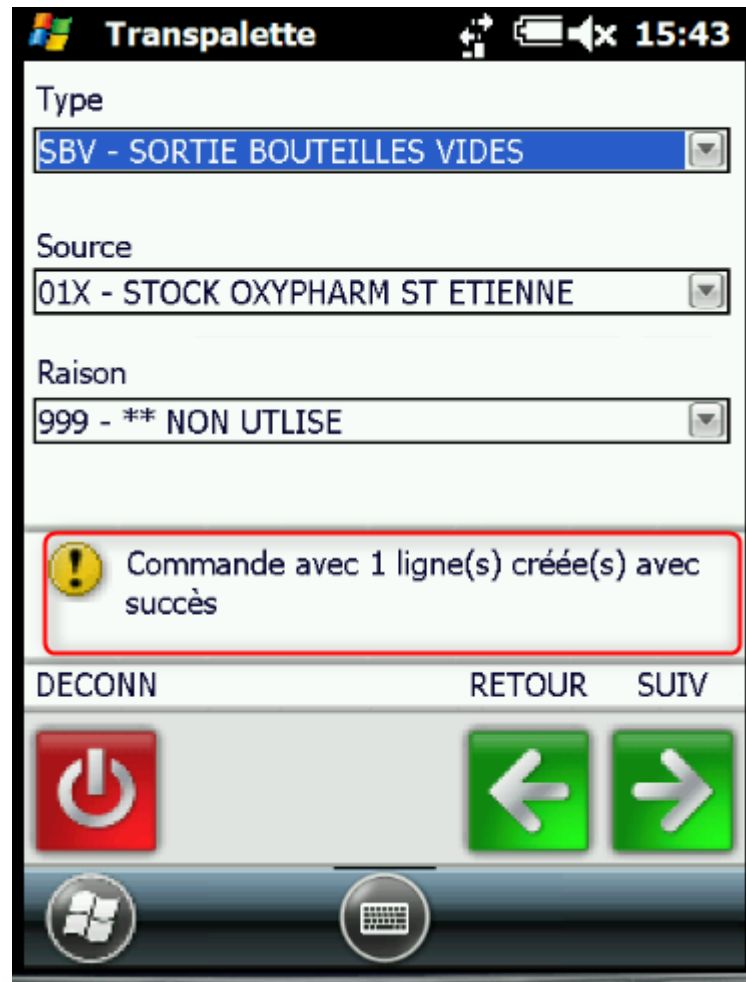 Transpalette 15:43
Type
SBV - SORTIE BOUTEILLES VIDES
Source
01X - STOCK OXYPHARM ST ETIENNE
Raison
999 - ** NON UTLISE
Commande avec 1 ligne(s) créée(s) avec
succès
DECONN RETOUR SUIV